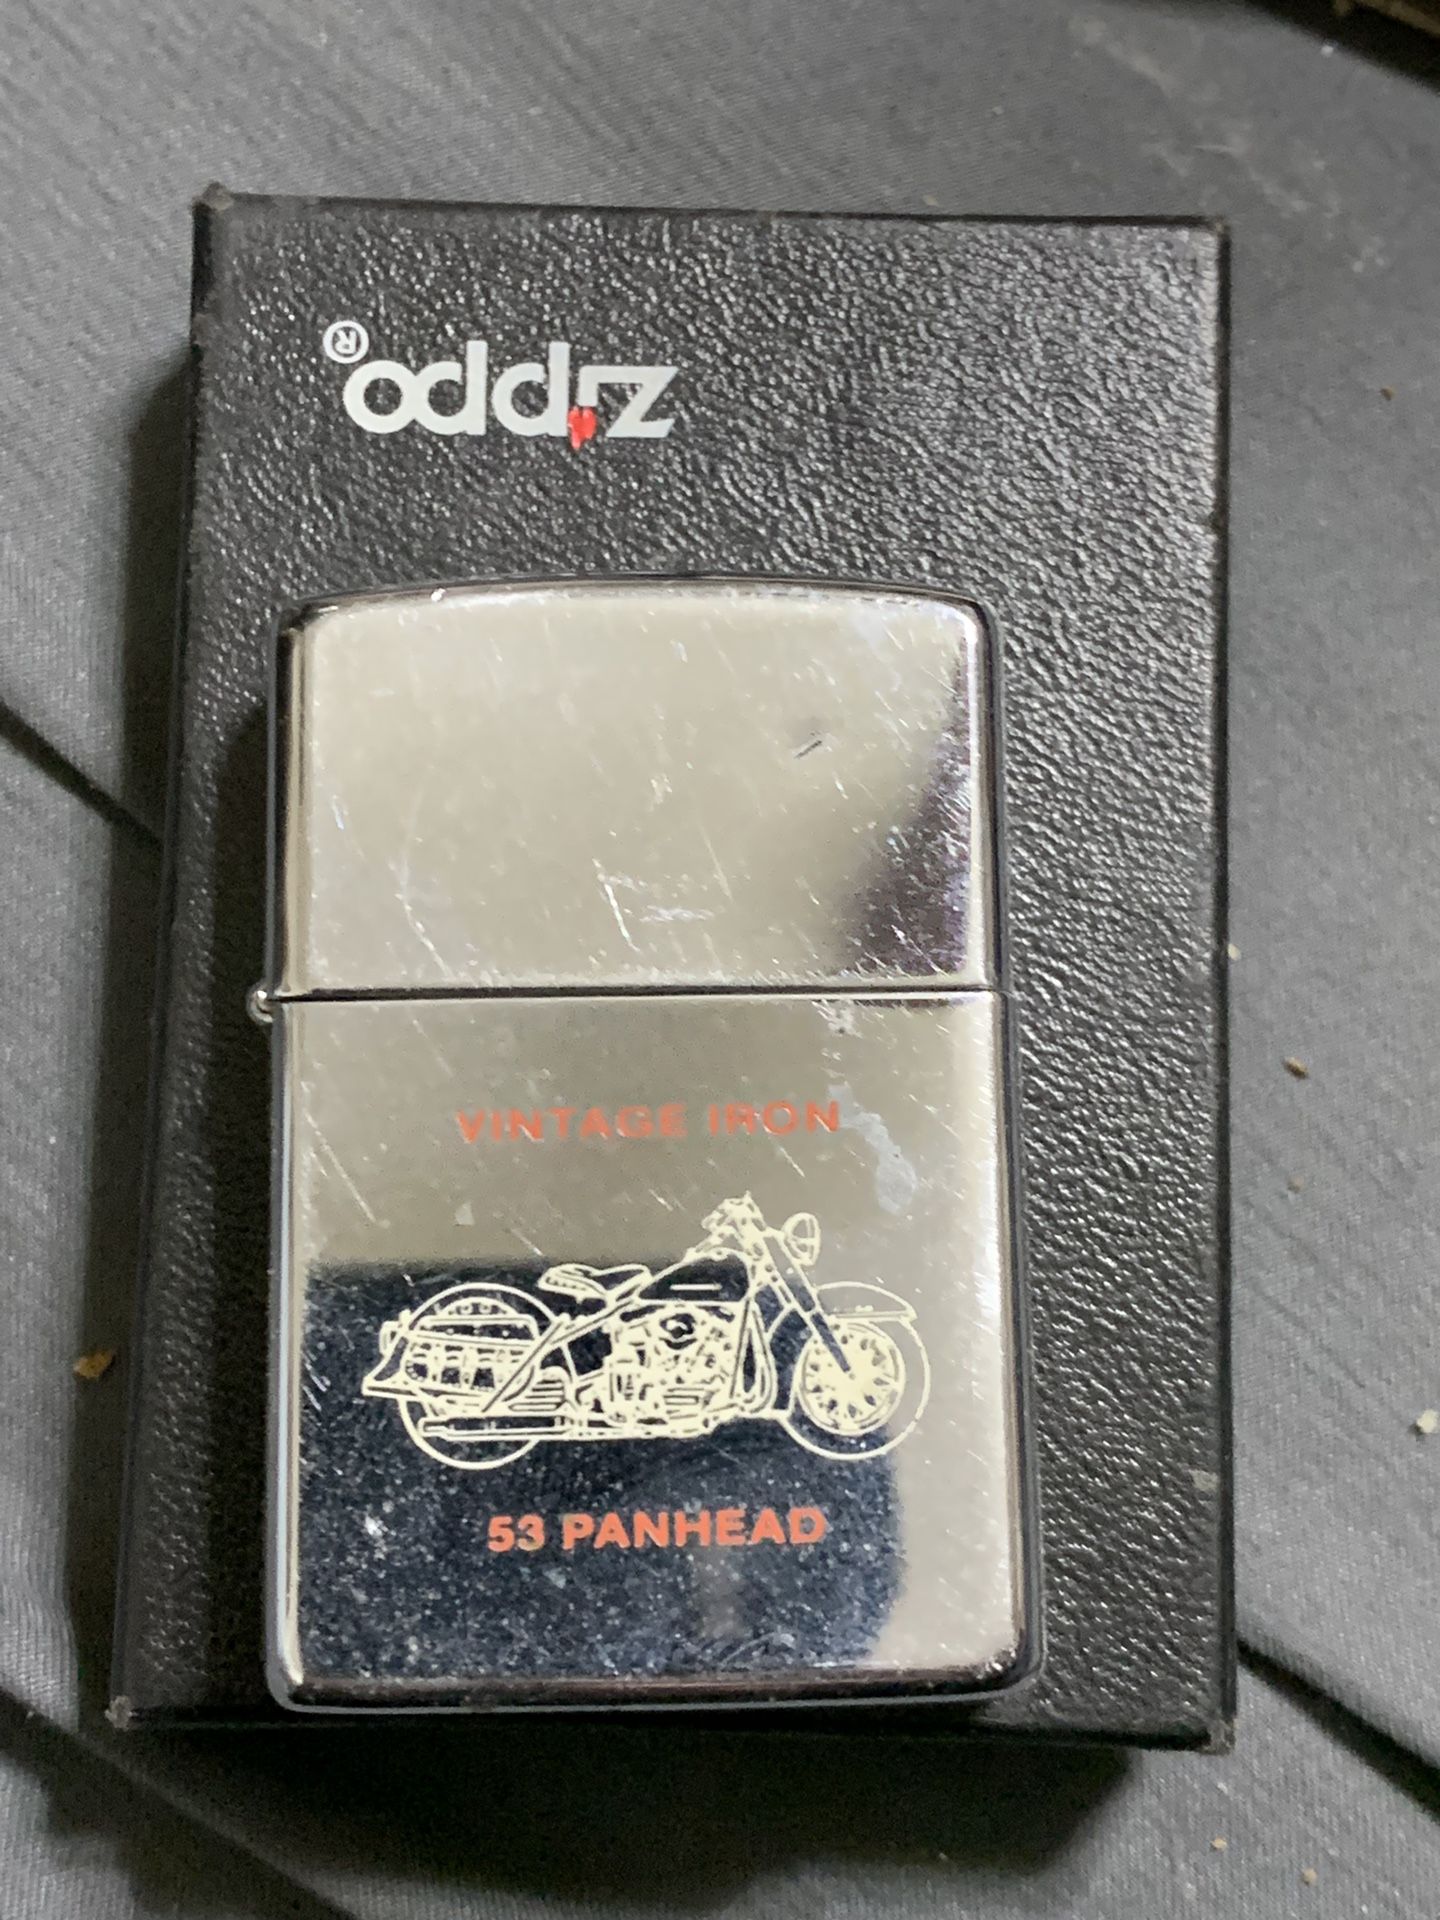 zippo®
VINTAGE IRON
53 PANHEAD